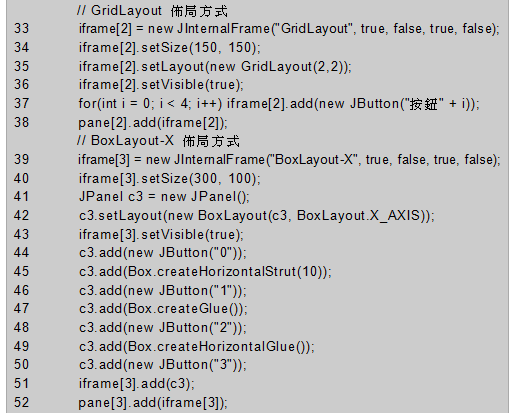 // GridLayout 佈局方式
33 iframe[2] = new JInternalFrame("GridLayout", true, false, true, false);
34 iframe[2].setSize(150, 150);
35 iframe[2].setLayout(new GridLayout(2,2));
36 iframe[2].setVisible(true);
37 for(int i = 0; i < 4; i++) iframe[2].add(new JButton("按鈕" + i));
38 pane[2].add(iframe[2]);
// BoxLayout-X 佈局方式
39 iframe[3] = new JInternalFrame("BoxLayout-X", true, false, true, false);
40 iframe[3].setSize(300, 100);
41 JPanel c3 = new JPanel();
42 c3.setLayout(new BoxLayout(c3, BoxLayout.X_AXIS));
43 iframe[3].setVisible(true);
44 c3.add(new JButton("0"));
45 c3.add(Box.createHorizontalStrut(10));
46 c3.add(new JButton("1"));
47 c3.add(Box.createGlue());
48 c3.add(new JButton("2"));
49 c3.add(Box.createHorizontalGlue());
50 c3.add(new JButton("3"));
51 iframe[3].add(c3);
52 pane[3].add(iframe[3]);